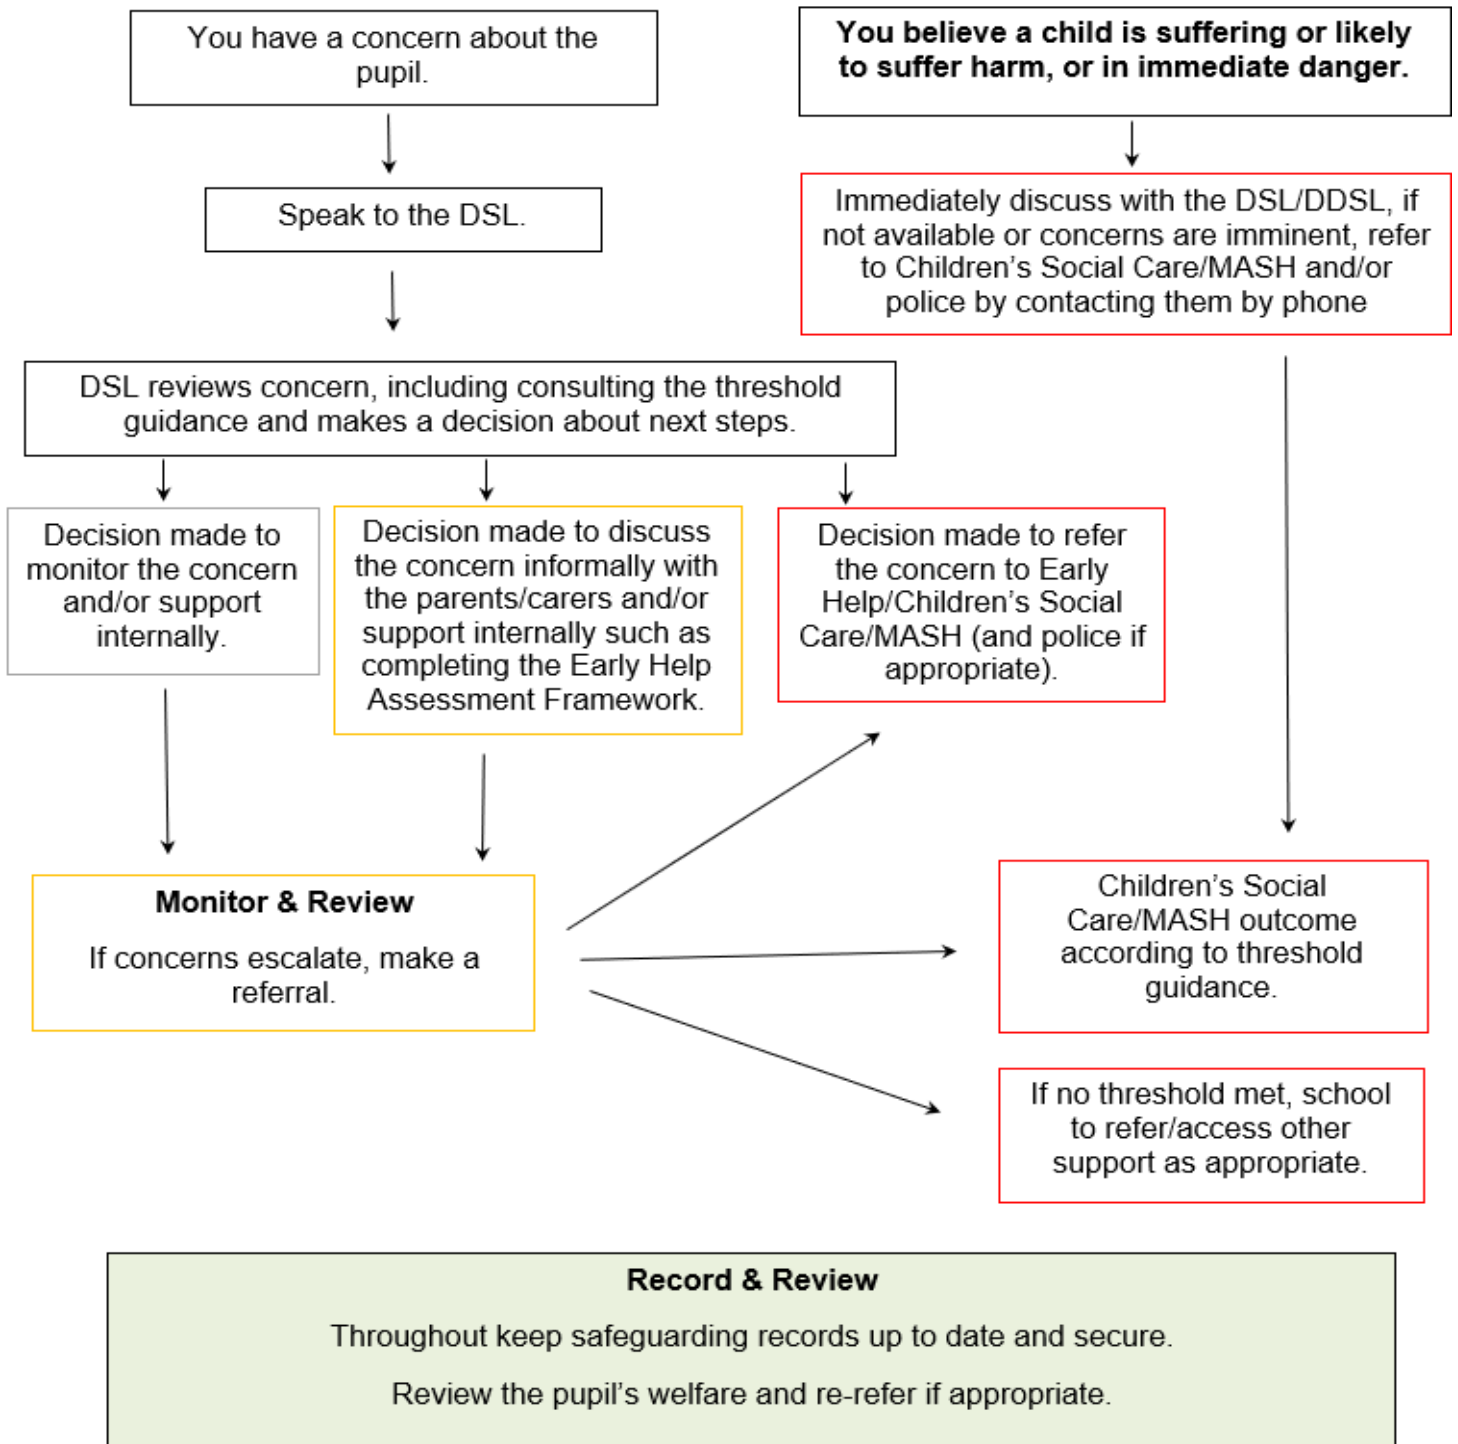 You have a concern about the
pupil.
You believe a child is suffering or likely
to suffer harm, or in immediate danger.
Speak to the DSL.
Immediately discuss with the DSL/DDSL, if
not available or concerns are imminent, refer
to Children’s Social Care/MASH and/or
police by contacting them by phone
DSL reviews concern, including consulting the threshold
guidance and makes a decision about next steps.
Decision made to
monitor the concern
and/or support
internally.
Decision made to discuss
the concern informally with
the parents/carers and/or
support internally such as
completing the Early Help
Assessment Framework.
Decision made to refer
the concern to Early
Help/Children’s Social
Care/MASH (and police if
appropriate).
Monitor & Review
If concerns escalate, make a
referral.
Children’s Social
Care/MASH outcome
according to threshold
guidance.
If no threshold met, school
to refer/access other
support as appropriate.
Record & Review
Throughout keep safeguarding records up to date and secure.
Review the pupil’s welfare and re-refer if appropriate.